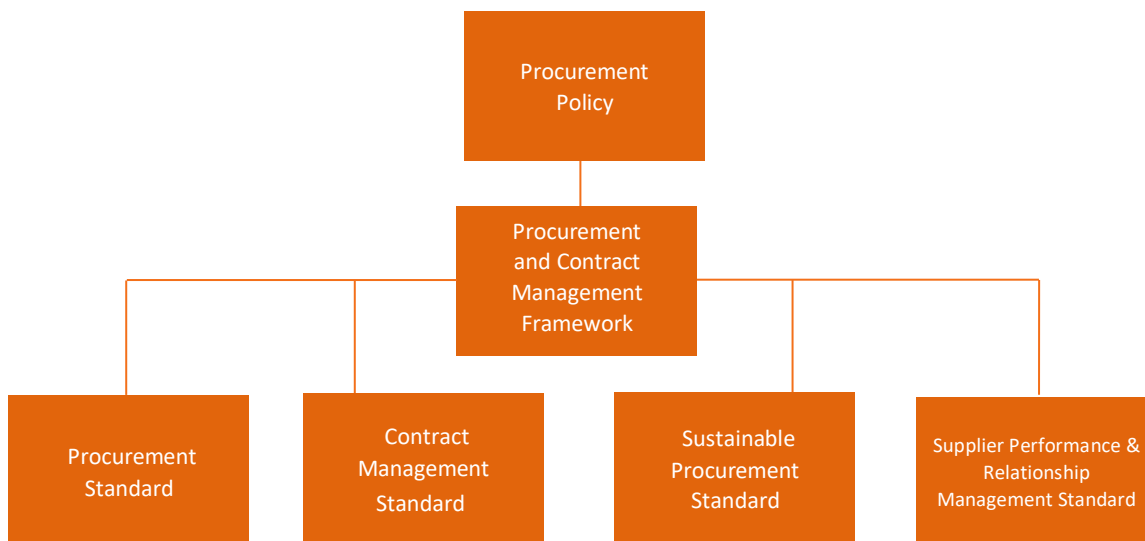 Procurement
Policy
Procurement
and Contract
Management
Framework
Procurement
Standard
Contract
Management
Standard
Sustainable
Procurement
Standard
Supplier Performance &
Relationship
Management Standard